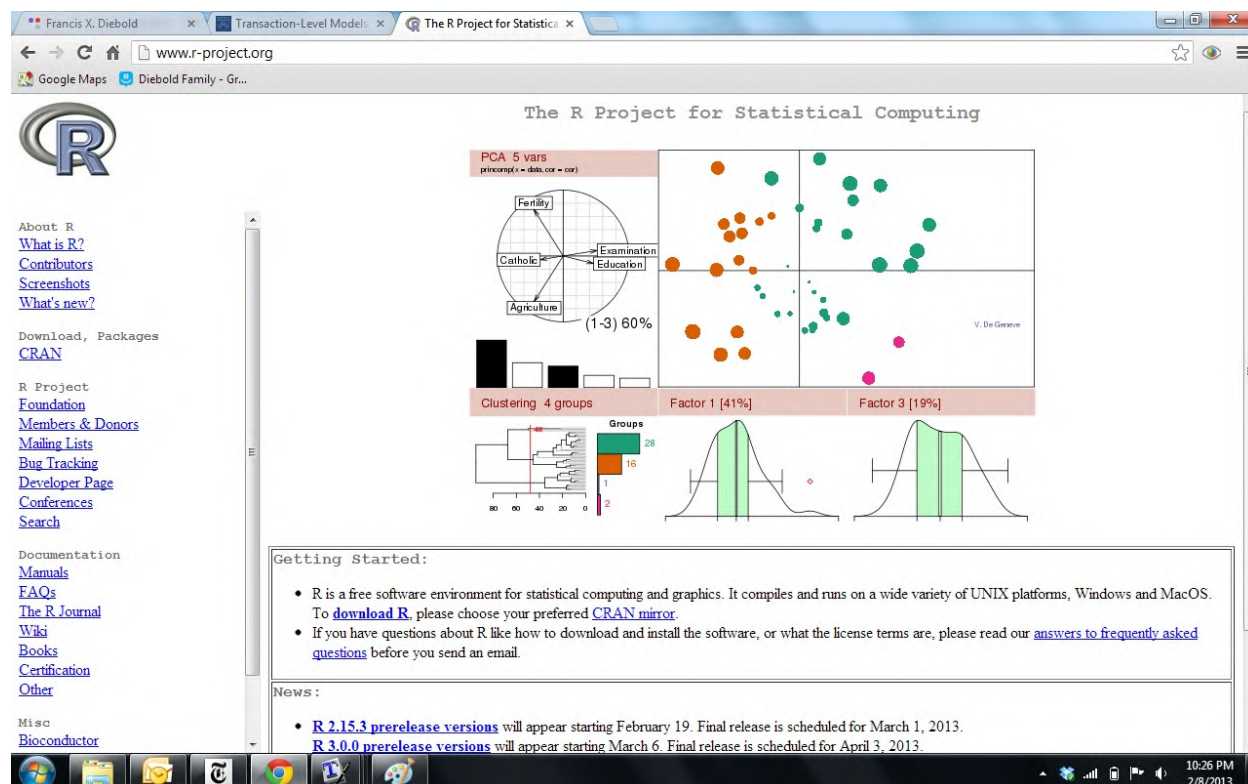 Francis X. Diebold
Transaction-Level Models
The R Project for Statistica
www.r-project.org
Google Maps
Diebold Family - Gr...
R
The R Project for Statistical Computing
PCA 5 vars
princomp(x = data, cor = cor)
Fertility
Catholic
Examination
Education
Agriculture
(1-3) 60%
V. De Geneve
Clustering 4 groups
Factor 1 [41%]
Factor 3 [19%]
Groups
48
28
16
1
2
80 60 40 20 0
About R
What is R?
Contributors
Screenshots
What's new?
Download, Packages
CRAN
R Project
Foundation
Members & Donors
Mailing Lists
Bug Tracking
Developer Page
Conferences
Search
Documentation
Manuals
FAQs
The R Journal
Wiki
Books
Certification
Other
Misc
Bioconductor
Getting Started:
R is a free software environment for statistical computing and graphics. It compiles and runs on a wide variety of UNIX platforms, Windows and MacOS.
To download R, please choose your preferred CRAN mirror.
If you have questions about R like how to download and install the software, or what the license terms are, please read our answers to frequently asked
questions before you send an email.
News:
R 2.15.3 prerelease versions will appear starting February 19. Final release is scheduled for March 1, 2013.
R 3.0.0 prerelease versions will appear starting March 6. Final release is scheduled for April 3, 2013.
10:26 PM
2/8/2013